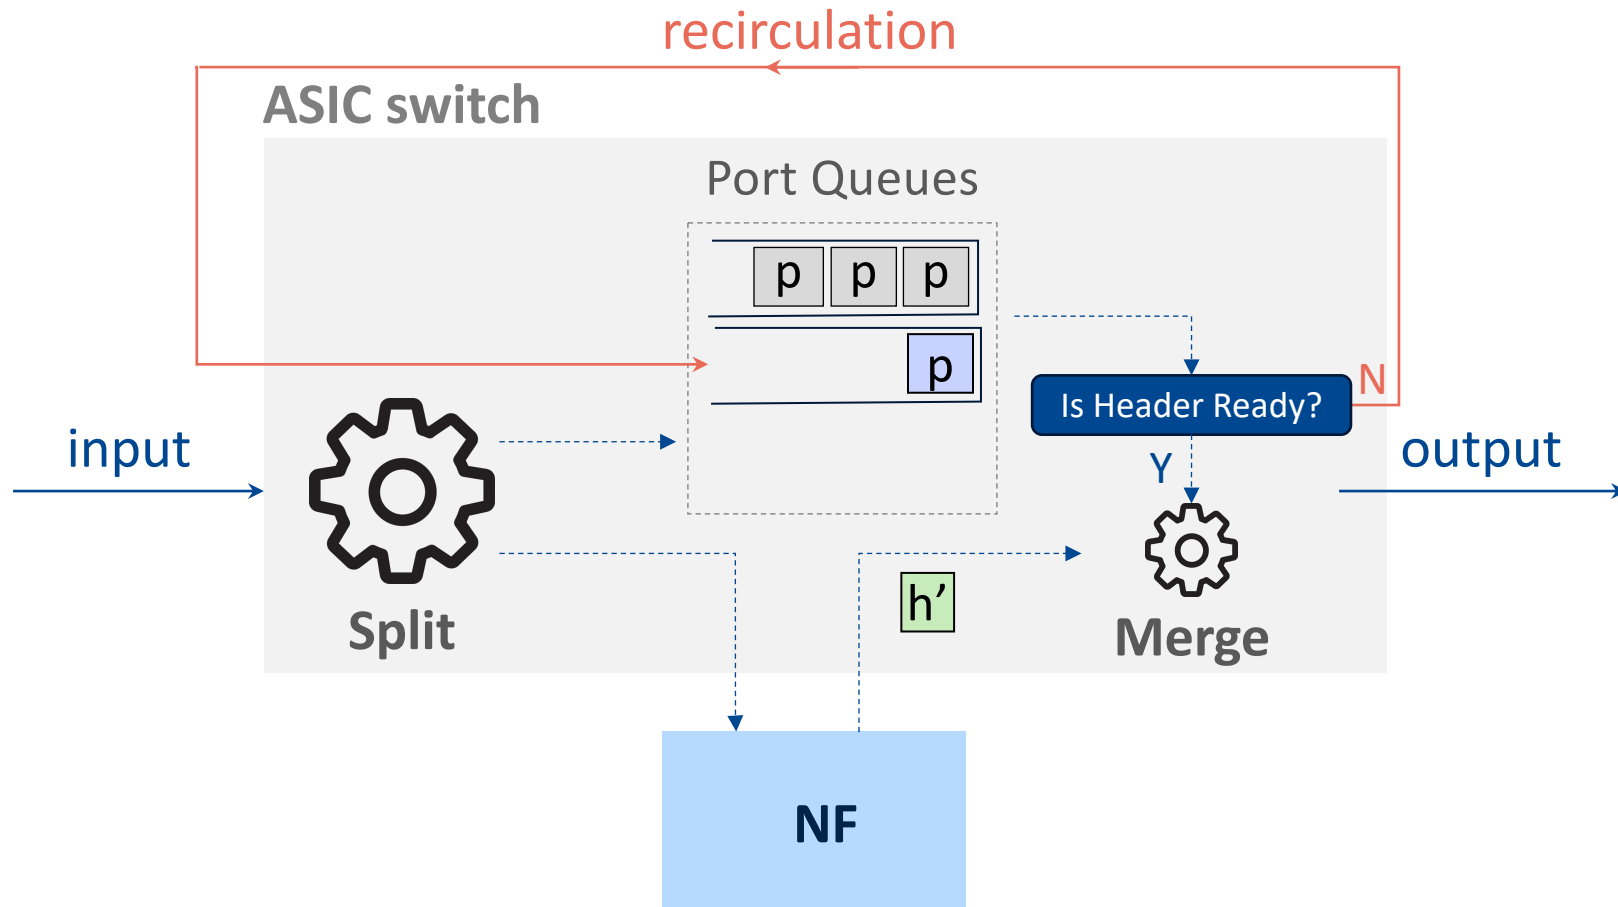 recirculation
ASIC switch
Port Queues
p p p
p
Is Header Ready?
N
input
output
Y
h’
Split
Merge
NF